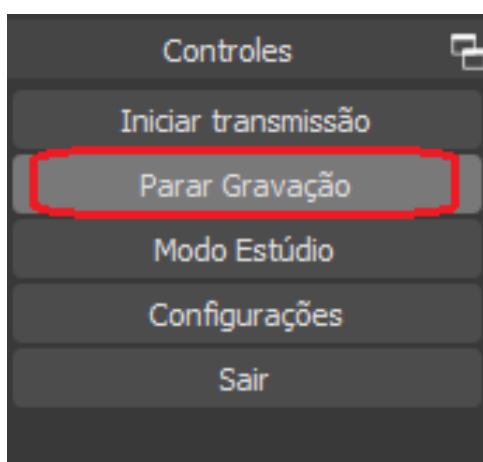 Controles
Iniciar transmissão
Parar Gravação
Modo Estúdio
Configurações
Sair